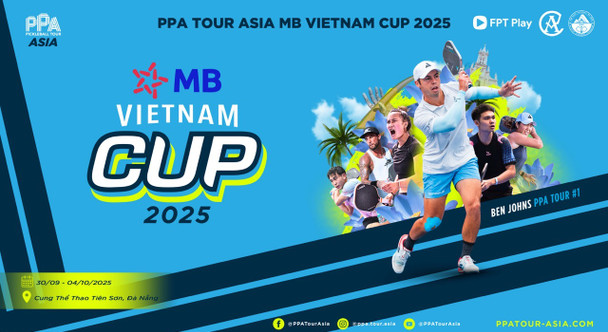 PPA
PICKLEBALL TOUR
ASIA
PPA TOUR ASIA MB VIETNAM CUP 2025
FPT Play
MB
VIETNAM
CUP
2025
BEN JOHNS PPA TOUR #1
30/09 - 04/10/2025
Cung Thể Thao Tiên Sơn, Đà Nẵng
@PPATourAsia
@ppa.tour.asia
@PPATourAsia
PPATOUR-ASIA.COM